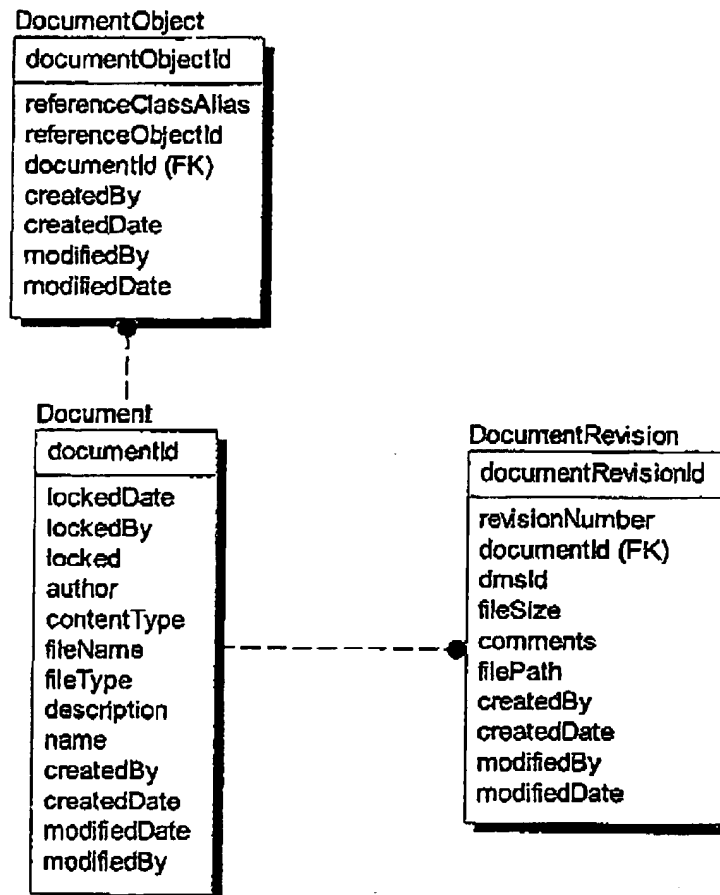 DocumentObject
documentObjectId
referenceClassAlias
referenceObjectId
documentId (FK)
createdBy
createdDate
modifiedBy
modifiedDate
Document
documentId
lockedDate
lockedBy
locked
author
contentType
fileName
fileType
description
name
createdBy
createdDate
modifiedDate
modifiedBy
DocumentRevision
documentRevisionId
revisionNumber
documentId (FK)
dmsId
fileSize
comments
filePath
createdBy
createdDate
modifiedBy
modifiedDate